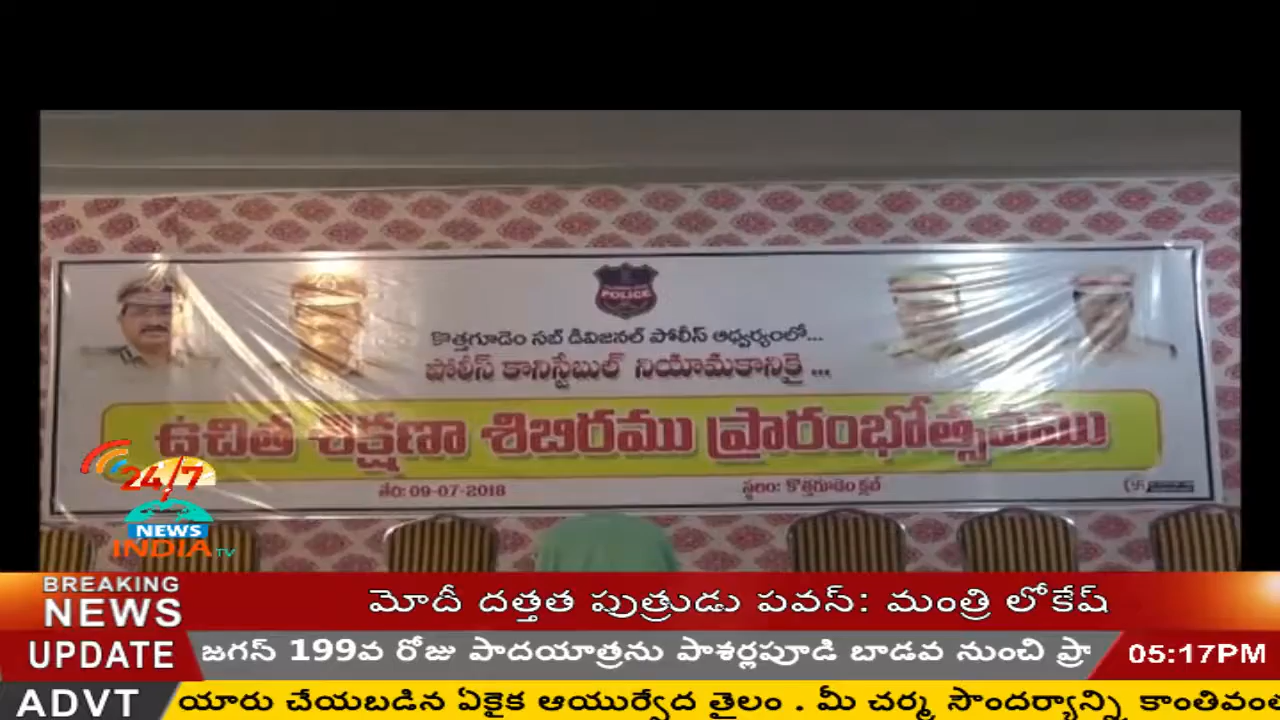 POLICE
కొత్తగూడెం సబ్ డివిజనల్ పోలీస్ ఆధ్వర్యంలో...
పోలీస్ కానిస్టేబుల్ నియామకానికై ...
ఉచిత శిక్షణా శిబిరము ప్రారంభోత్సవము
తేది: 09-07-2018 స్థలం: కొత్తగూడెం క్లబ్
24/7
NEWS
INDIA TV
BREAKING
NEWS
మోదీ దత్తత పుత్రుడు పవన్: మంత్రి లోకేష్
UPDATE జగన్ 199వ రోజు పాదయాత్రను పాశర్లపూడి బాడవ నుంచి ప్రా 05:17PM
ADVT యారు చేయబడిన ఏకైక ఆయుర్వేద తైలం . మీ చర్మ సౌందర్యాన్ని కాంతివంత